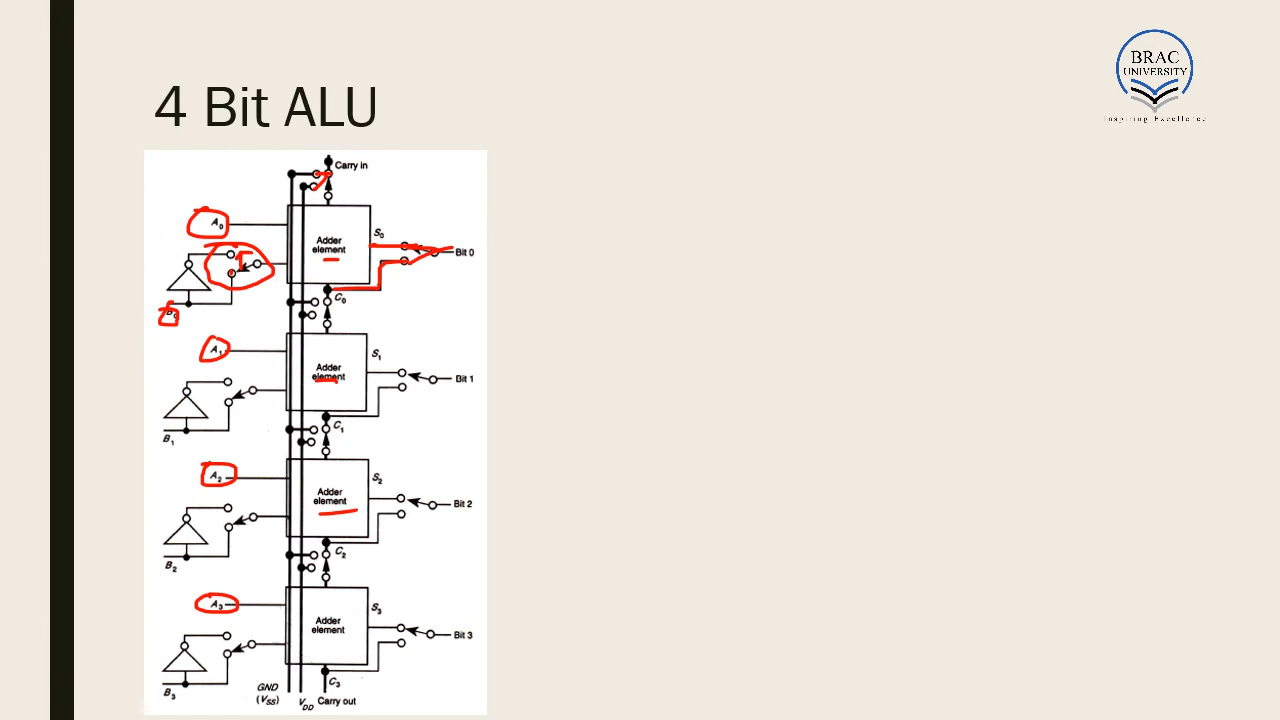 BRAC
UNIVERSITY
Inspiring Excellence
4 Bit ALU
Carry in
A0
S0
Adder
element
Bit 0
B0
C0
A1
S1
Adder
element
Bit 1
B1
C1
A2
S2
Adder
element
Bit 2
B2
C2
A3
S3
Adder
element
Bit 3
B3
C3
GND
(VSS)
VDD
Carry out